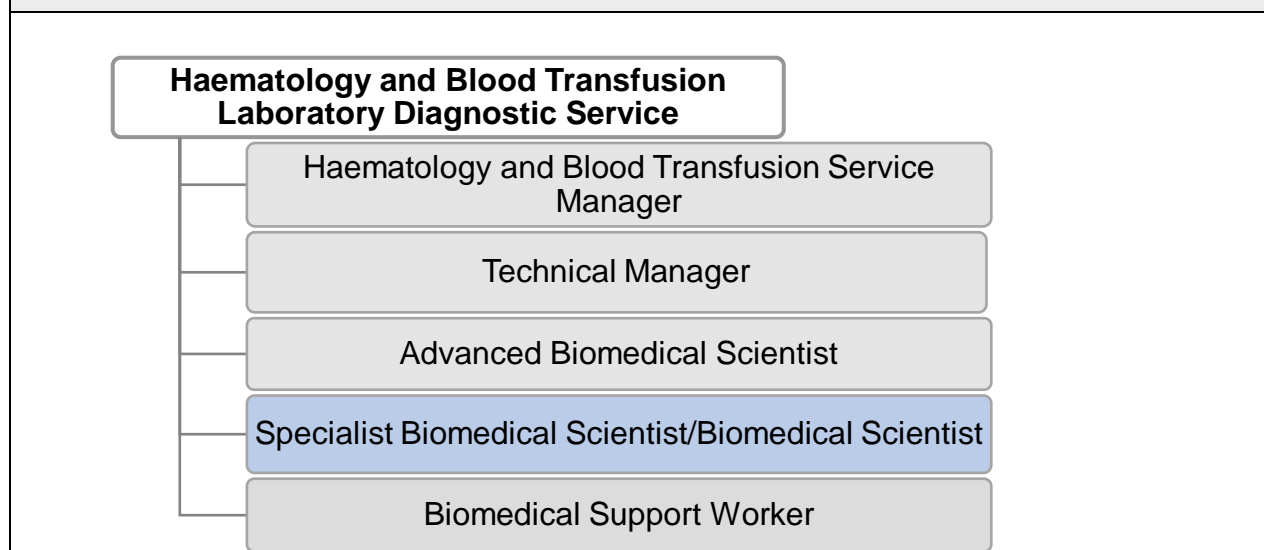 Haematology and Blood Transfusion
Laboratory Diagnostic Service
Haematology and Blood Transfusion Service
Manager
Technical Manager
Advanced Biomedical Scientist
Specialist Biomedical Scientist/Biomedical Scientist
Biomedical Support Worker